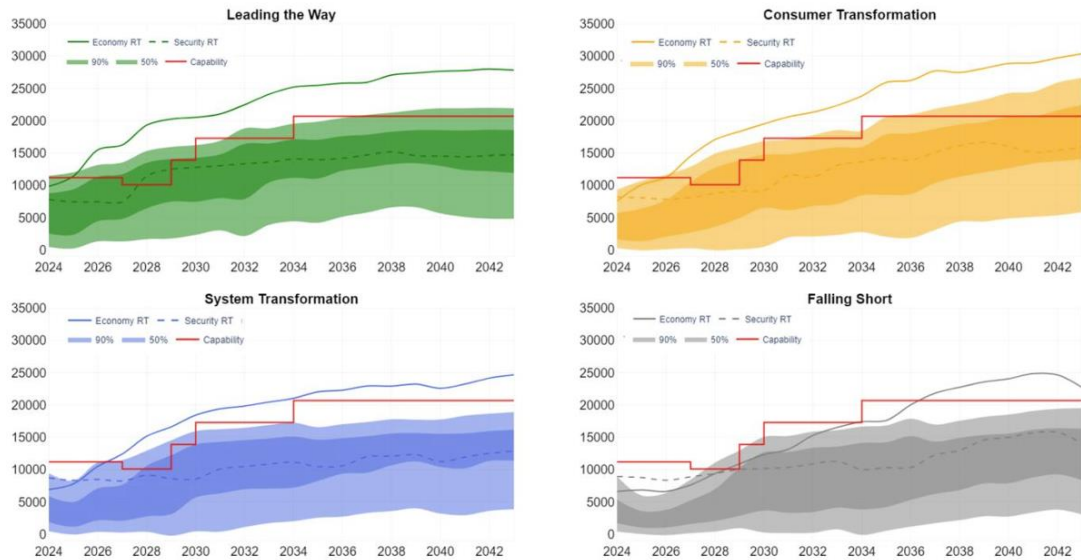 Leading the Way
35000
30000
25000
20000
15000
10000
5000
0
Economy RT Security RT
90% 50% Capability
2024 2026 2028 2030 2032 2034 2036 2038 2040 2042
Consumer Transformation
35000
30000
25000
20000
15000
10000
5000
0
Economy RT Security RT
90% 50% Capability
2024 2026 2028 2030 2032 2034 2036 2038 2040 2042
System Transformation
35000
30000
25000
20000
15000
10000
5000
0
Economy RT Security RT
90% 50% Capability
2024 2026 2028 2030 2032 2034 2036 2038 2040 2042
Falling Short
35000
30000
25000
20000
15000
10000
5000
0
Economy RT Security RT
90% 50% Capability
2024 2026 2028 2030 2032 2034 2036 2038 2040 2042